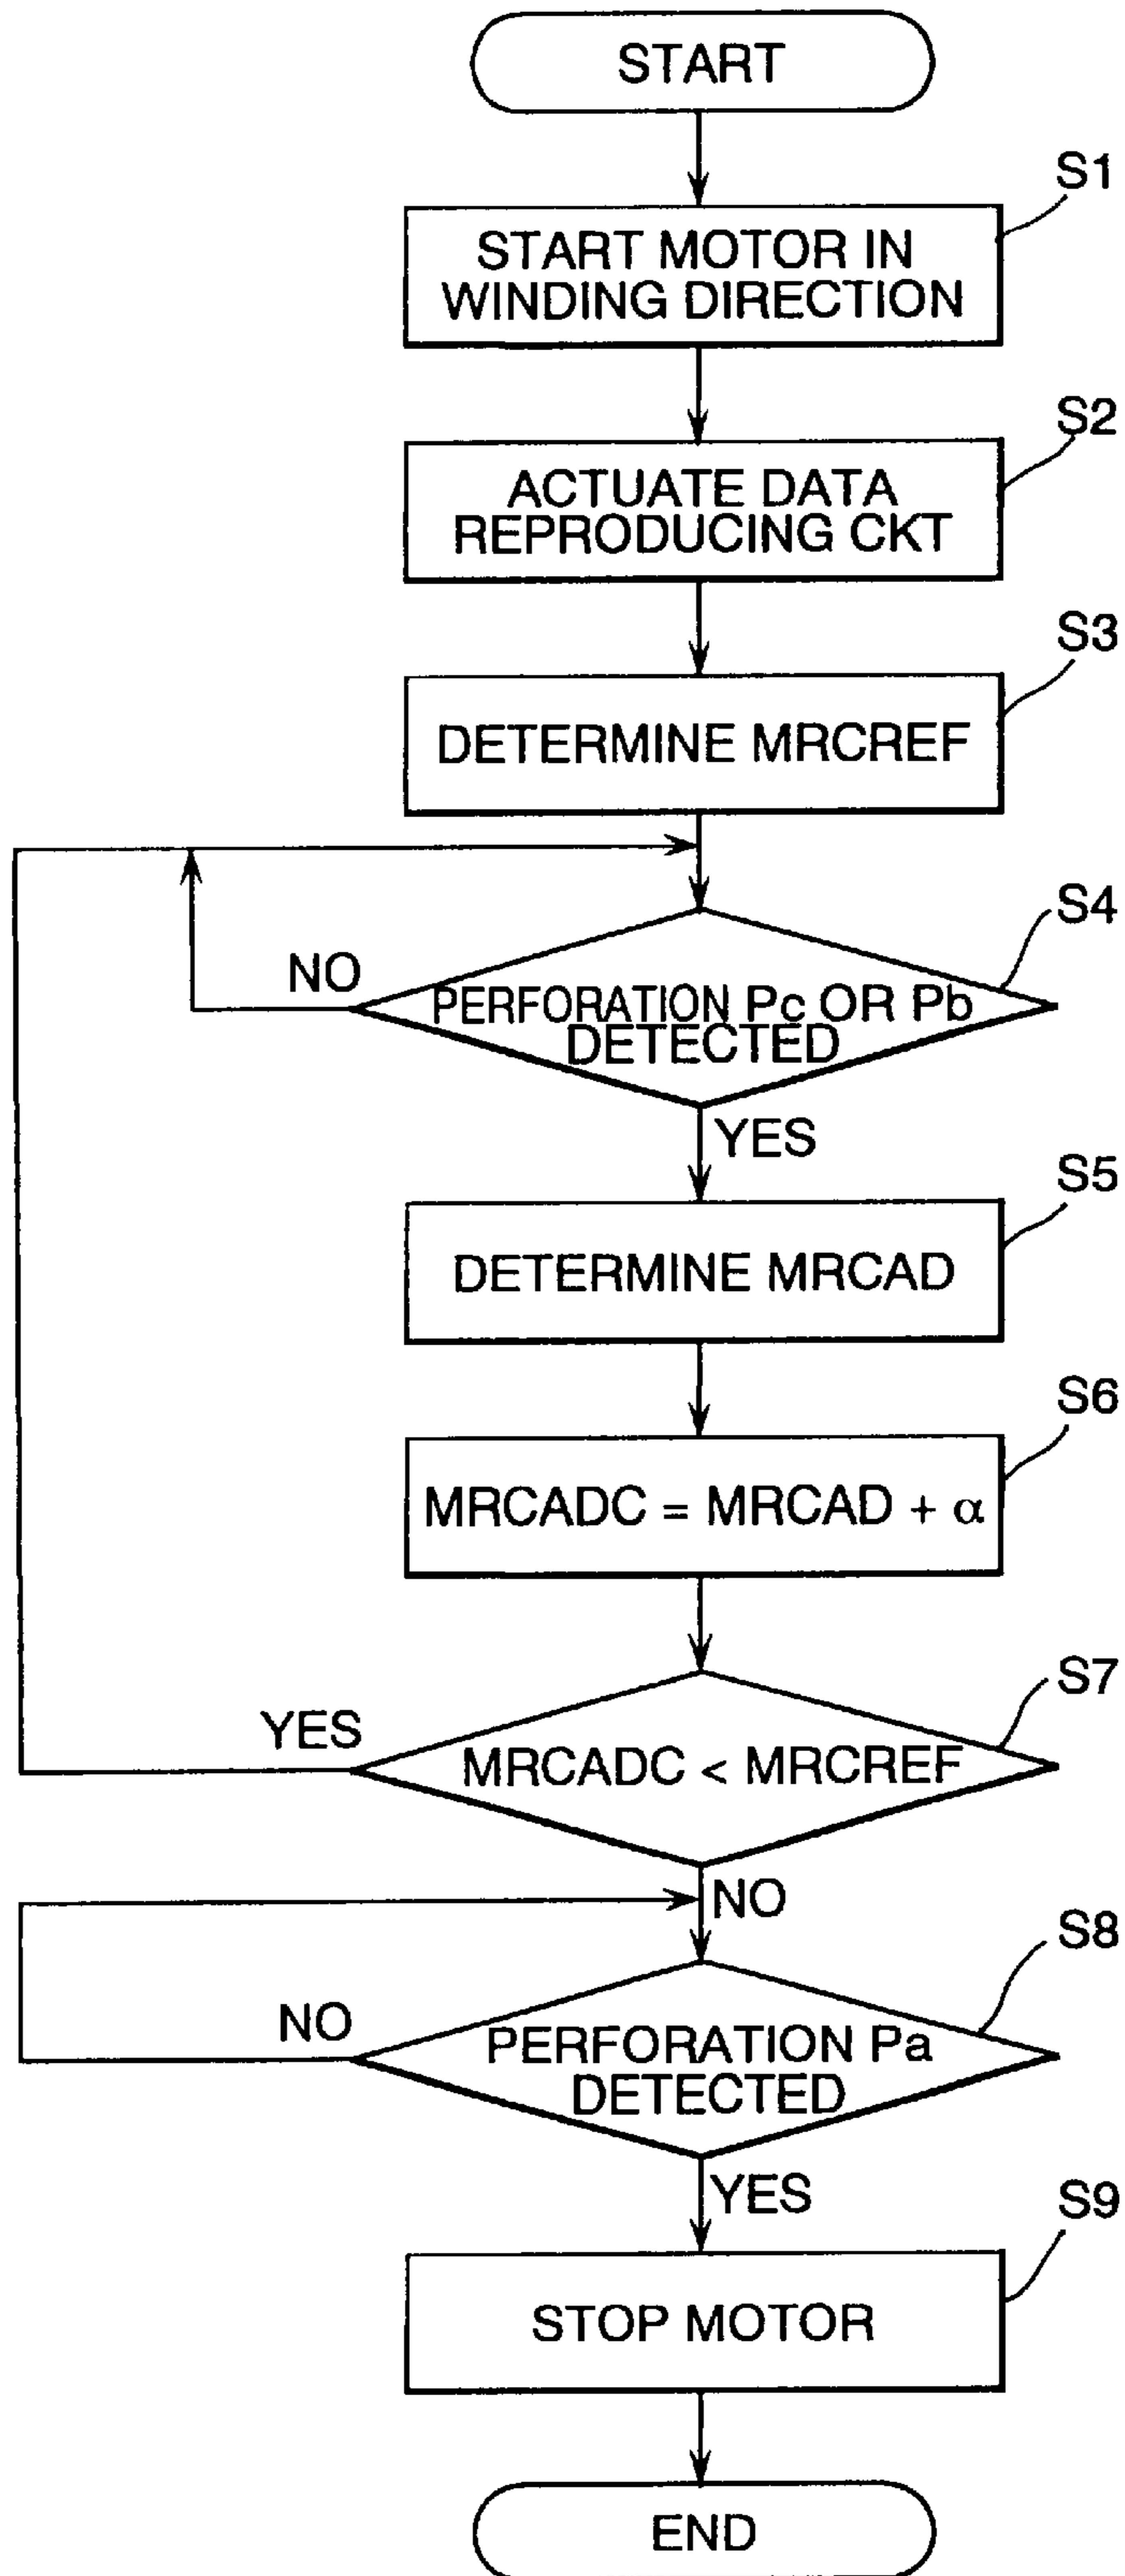 START
S1
START MOTOR IN
WINDING DIRECTION
S2
ACTUATE DATA
REPRODUCING CKT
S3
DETERMINE MRCREF
S4
NO
PERFORATION Pc OR Pb
DETECTED
YES
S5
DETERMINE MRCAD
S6
MRCADC = MRCAD + α
S7
YES
MRCADC < MRCREF
NO
S8
NO
PERFORATION Pa
DETECTED
YES
S9
STOP MOTOR
END